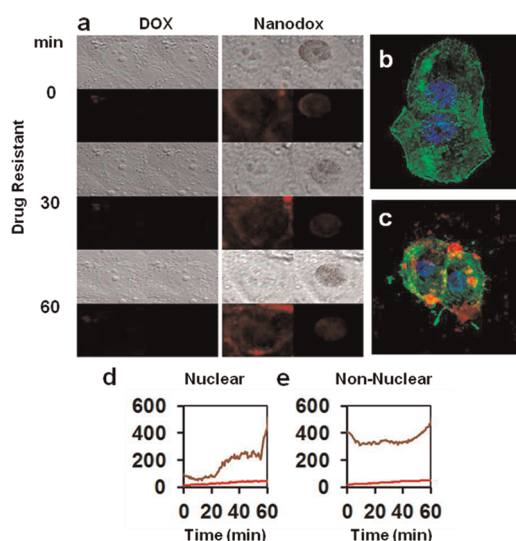 a
DOX
Nanodox
min
0
30
60
Drug Resistant
b
c
d
Nuclear
600
400
200
0
0 20 40 60
Time (min)
e
Non-Nuclear
600
400
200
0
0 20 40 60
Time (min)